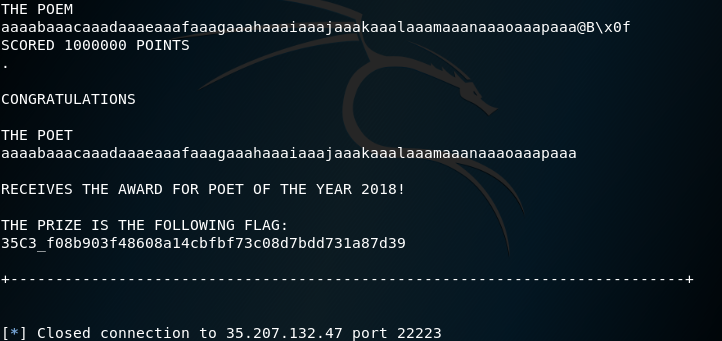 THE POEM
aaaabaaacaaadaaaeaaafaaagaaahaaaiaaajaaakaaalaaamaaanaaaoaaapaaa@B\x0f
SCORED 1000000 POINTS
.
CONGRATULATIONS
THE POET
aaaabaaacaaadaaaeaaafaaagaaahaaaiaaajaaakaaalaaamaaanaaaoaaapaaa
RECEIVES THE AWARD FOR POET OF THE YEAR 2018!
THE PRIZE IS THE FOLLOWING FLAG:
35C3_f08b903f48608a14cbfbf73c08d7bdd731a87d39
+---------------------------------------------------------------------------+
[*] Closed connection to 35.207.132.47 port 22223